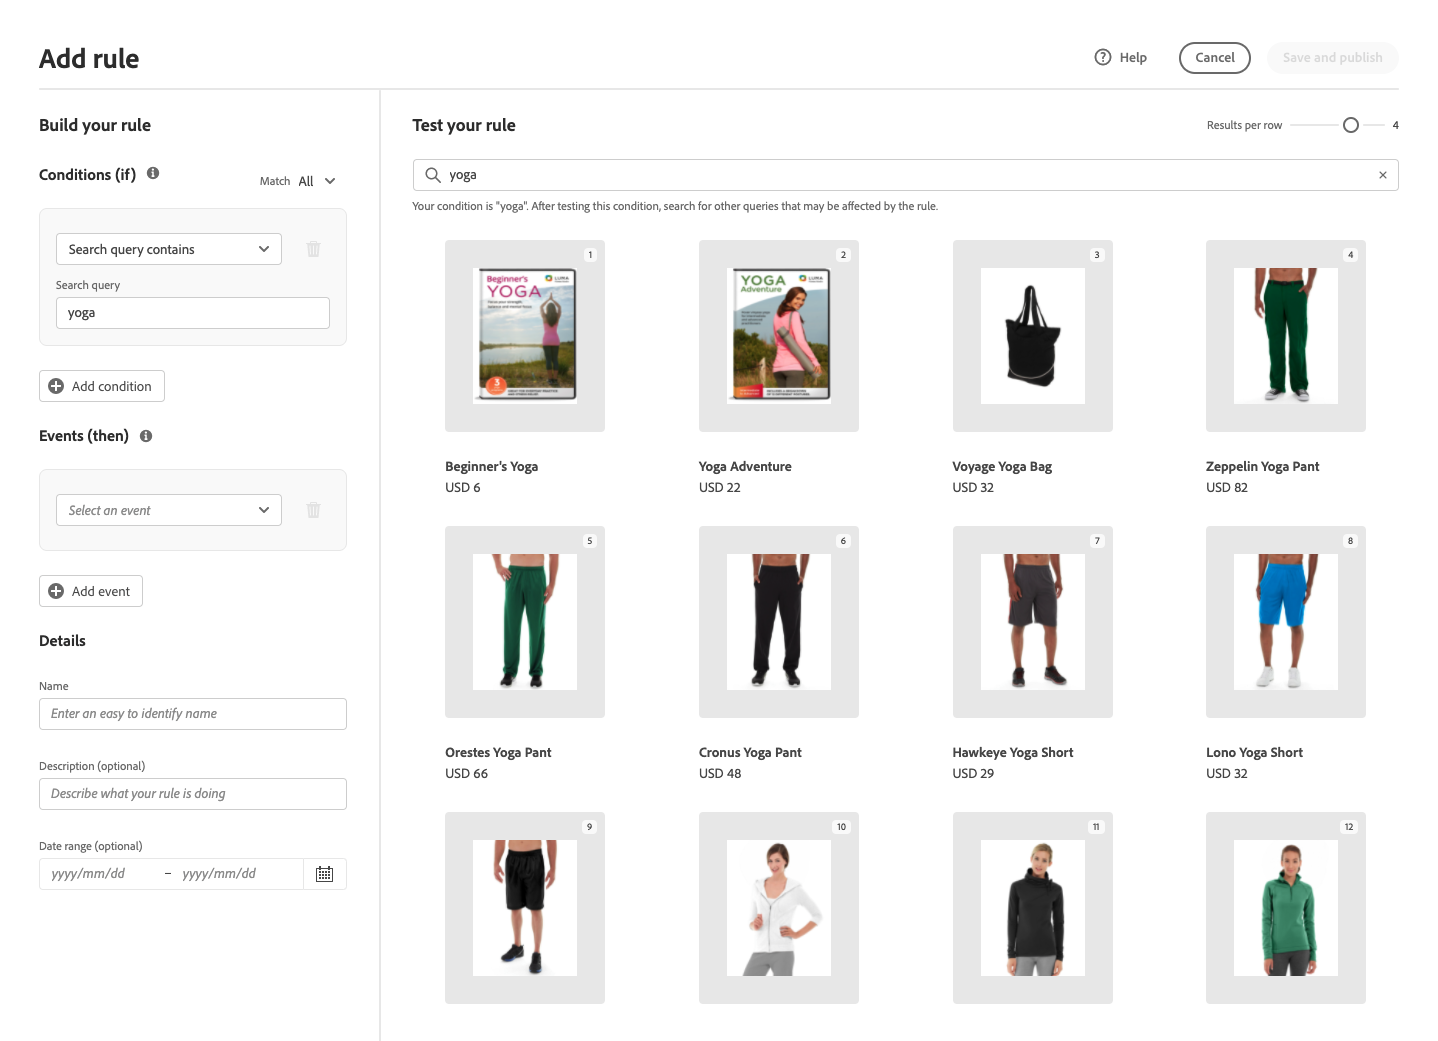 Add rule
Help
Cancel
Save and publish
Build your rule
Test your rule
Results per row
4
Conditions (if)
Match All
yoga
Your condition is "yoga". After testing this condition, search for other queries that may be affected by the rule.
Search query contains
Search query
yoga
Add condition
Events (then)
Select an event
Add event
Details
Name
Enter an easy to identify name
Description (optional)
Describe what your rule is doing
Date range (optional)
yyyy/mm/dd – yyyy/mm/dd
1
Beginner's
YOGA
LUMA
3
Beginner's Yoga
USD 6
2
YOGA
Adventure
LUMA
Yoga Adventure
USD 22
3
Voyage Yoga Bag
USD 32
4
Zeppelin Yoga Pant
USD 82
5
Orestes Yoga Pant
USD 66
6
Cronus Yoga Pant
USD 48
7
Hawkeye Yoga Short
USD 29
8
Lono Yoga Short
USD 32
9
10
11
12